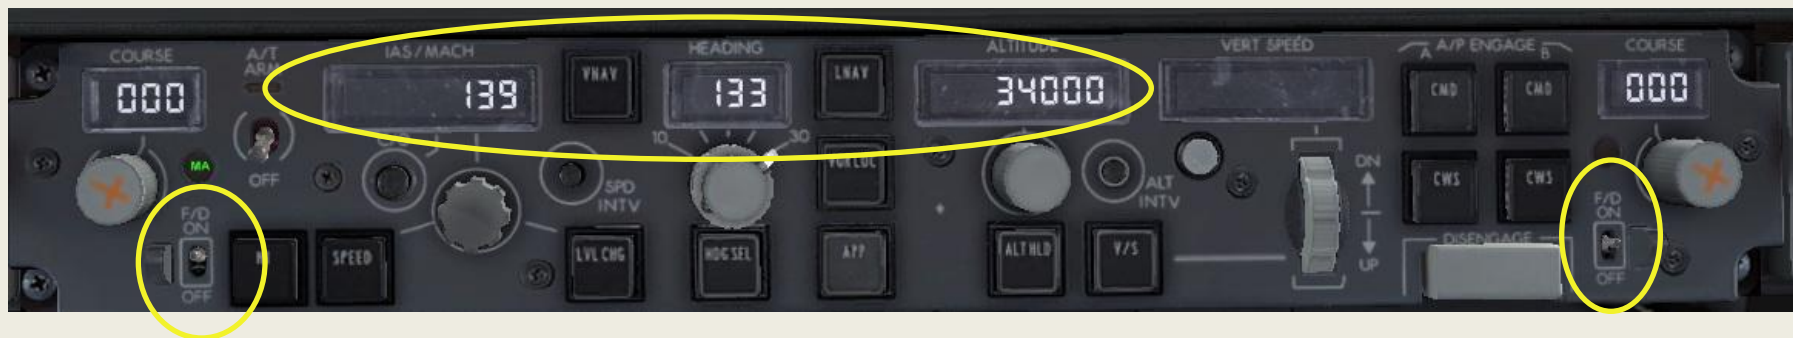 COURSE
A/T
ARM
IAS/MACH
VNAV
HEADING
LNAV
ALTITUDE
VERT SPEED
A/P ENGAGE
A
B
COURSE
000
139
133
34000
CMD
CMD
000
10
30
MA
OFF
SPD
INTV
VOR LOC
ALT
INTV
DN
UP
CWS
CWS
F/D
ON
OFF
SPEED
LVL CHG
HDG SEL
APP
ALT HLD
V/S
DISENGAGE
F/D
ON
OFF